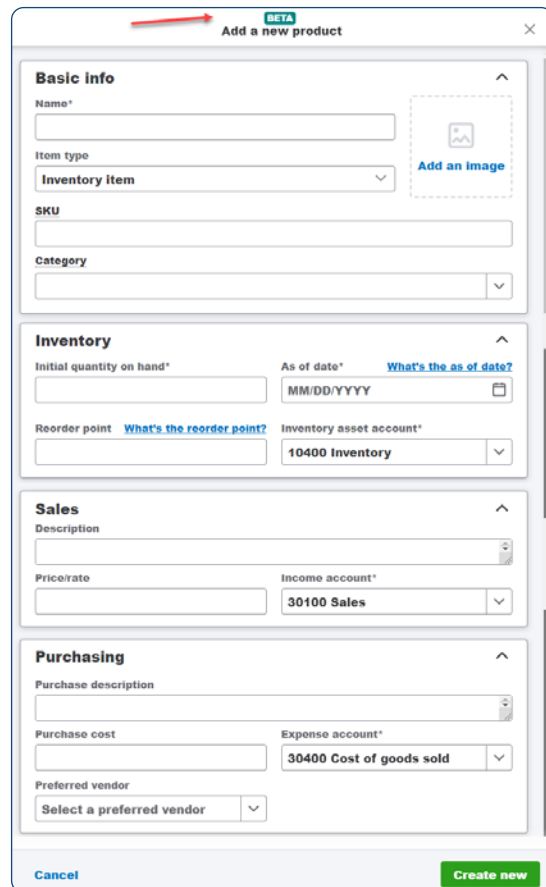 BETA
Add a new product
Basic info
Name*
Add an image
Item type
Inventory item
SKU
Category
Inventory
Initial quantity on hand*
As of date* What's the as of date?
MM/DD/YYYY
Reorder point What's the reorder point? Inventory asset account*
10400 Inventory
Sales
Description
Price/rate Income account*
30100 Sales
Purchasing
Purchase description
Purchase cost Expense account*
30400 Cost of goods sold
Preferred vendor
Select a preferred vendor
Cancel Create new